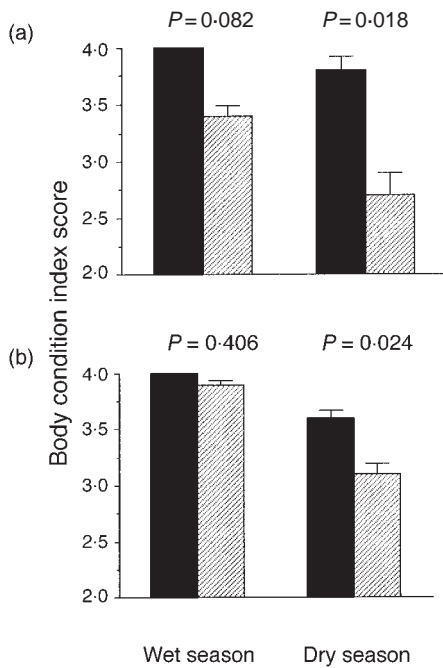 (a)
P = 0·082
P = 0·018
4·0
3·5
3·0
2·5
2·0
Body condition index score
(b)
P = 0·406
P = 0·024
4·0
3·5
3·0
2·5
2·0
Wet season
Dry season